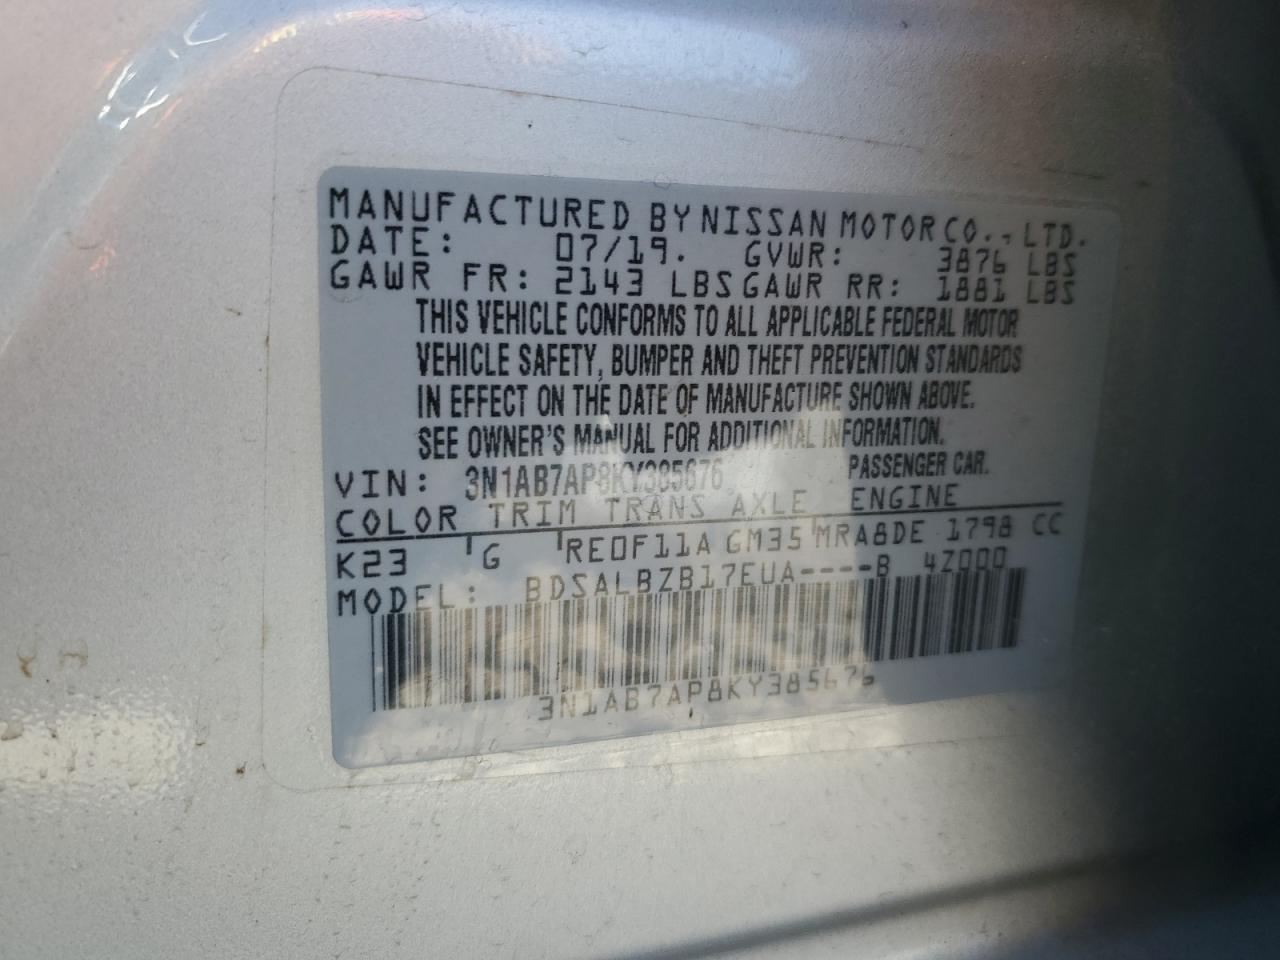 MANUFACTURED BY NISSAN MOTOR CO., LTD.
DATE: 07/19. GVWR: 3876 LBS
GAWR FR: 2143 LBS GAWR RR: 1881 LBS
THIS VEHICLE CONFORMS TO ALL APPLICABLE FEDERAL MOTOR
VEHICLE SAFETY, BUMPER AND THEFT PREVENTION STANDARDS
IN EFFECT ON THE DATE OF MANUFACTURE SHOWN ABOVE.
SEE OWNER'S MANUAL FOR ADDITIONAL INFORMATION.
VIN: 3N1AB7AP8KY385676 PASSENGER CAR.
COLOR TRIM TRANS AXLE ENGINE
K23 G RE0F11A GM35 MRA8DE 1798 CC
MODEL: BDSALBZB17EUA----B 4Z000
3N1AB7AP8KY385676